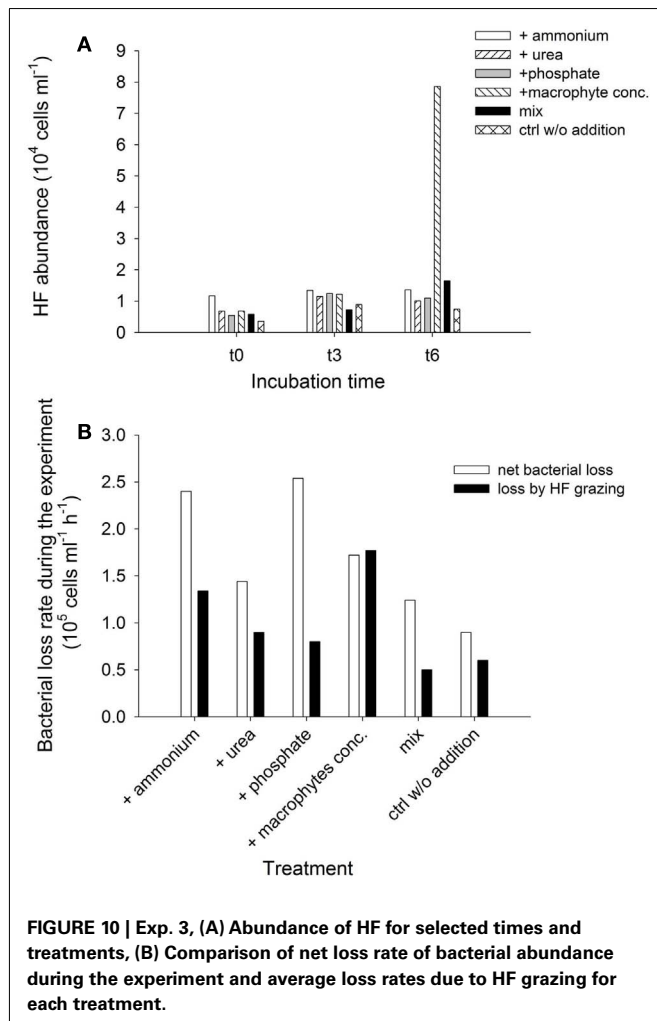 A
+ ammonium
+ urea
+phosphate
+macrophyte conc.
mix
ctrl w/o addition
HF abundance (10⁴ cells ml⁻¹)
9
8
7
6
5
4
3
2
1
0
t0 t3 t6
Incubation time
B
net bacterial loss
loss by HF grazing
Bacterial loss rate during the experiment
(10⁵ cells ml⁻¹ h⁻¹)
3.0
2.5
2.0
1.5
1.0
0.5
0.0
+ ammonium
+ urea
+ phosphate
+ macrophytes conc.
mix
ctrl w/o addition
Treatment
FIGURE 10 | Exp. 3, (A) Abundance of HF for selected times and
treatments, (B) Comparison of net loss rate of bacterial abundance
during the experiment and average loss rates due to HF grazing for
each treatment.